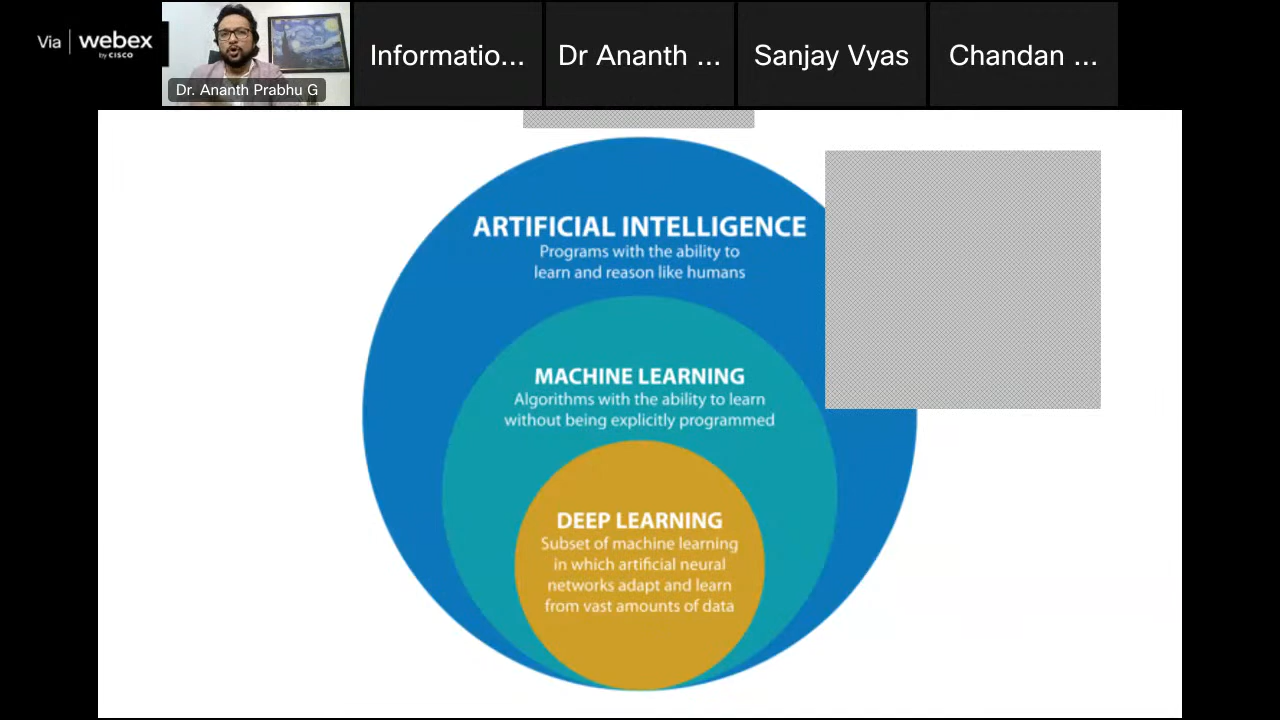 Via webex
by CISCO
Dr. Ananth Prabhu G
Informatio...
Dr Ananth ...
Sanjay Vyas
Chandan ...
ARTIFICIAL INTELLIGENCE
Programs with the ability to
learn and reason like humans
MACHINE LEARNING
Algorithms with the ability to learn
without being explicitly programmed
DEEP LEARNING
Subset of machine learning
in which artificial neural
networks adapt and learn
from vast amounts of data